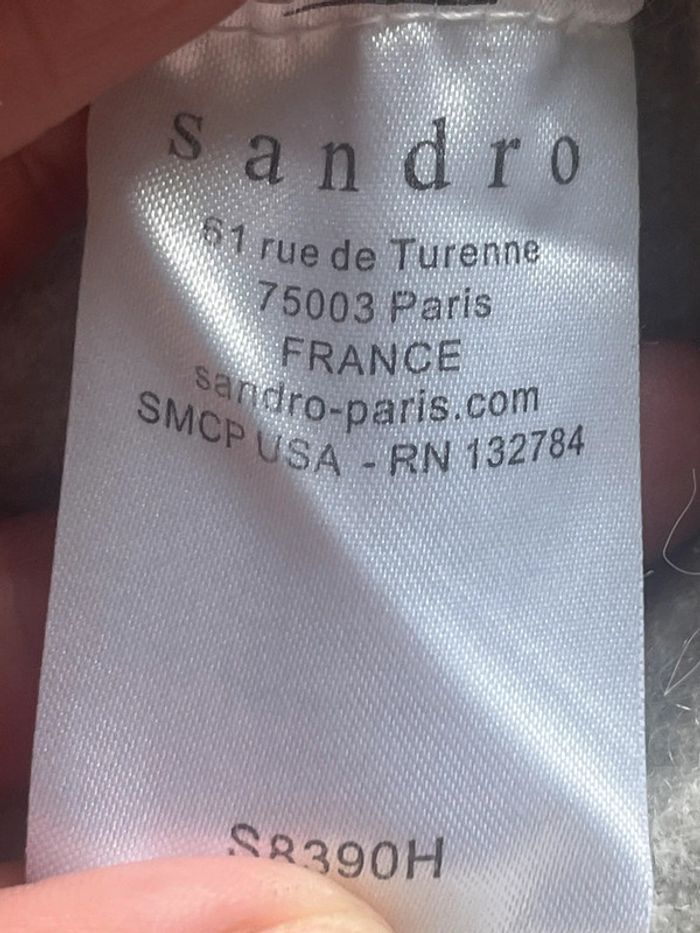 sandro
61 rue de Turenne
75003 Paris
FRANCE
sandro-paris.com
SMCP USA - RN 132784
S8390H